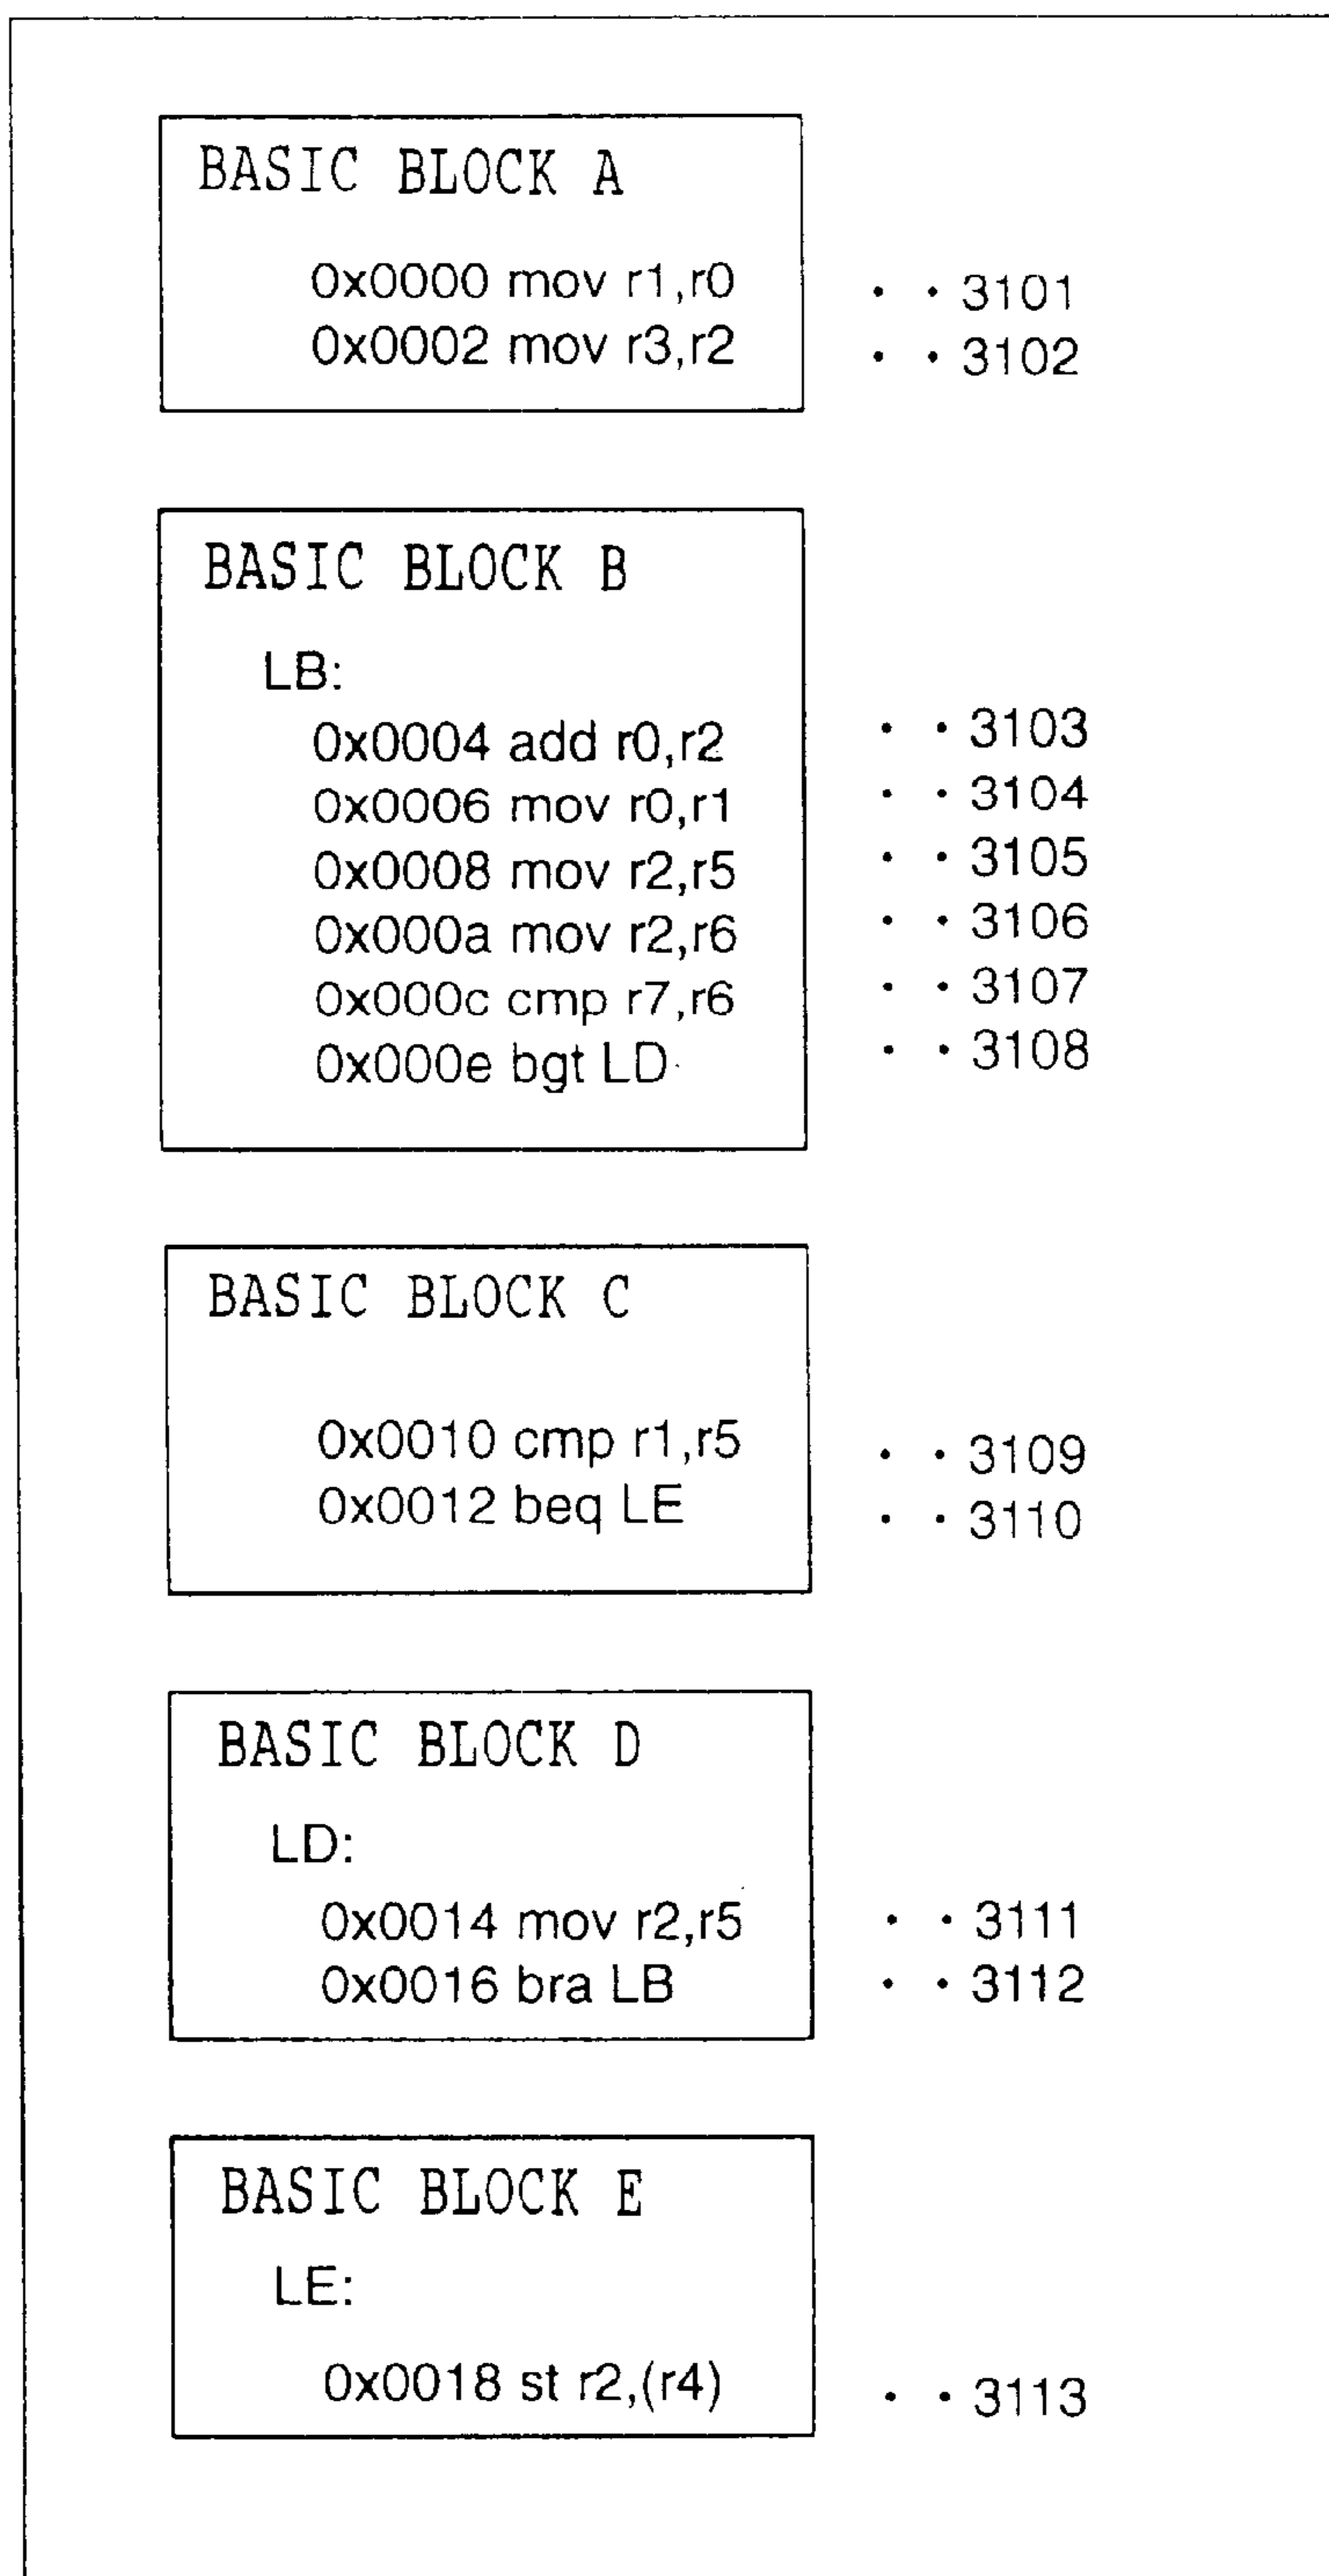 BASIC BLOCK A
0x0000 mov r1,r0 · · 3101
0x0002 mov r3,r2 · · 3102
BASIC BLOCK B
LB:
0x0004 add r0,r2 · · 3103
0x0006 mov r0,r1 · · 3104
0x0008 mov r2,r5 · · 3105
0x000a mov r2,r6 · · 3106
0x000c cmp r7,r6 · · 3107
0x000e bgt LD · · 3108
BASIC BLOCK C
0x0010 cmp r1,r5 · · 3109
0x0012 beq LE · · 3110
BASIC BLOCK D
LD:
0x0014 mov r2,r5 · · 3111
0x0016 bra LB · · 3112
BASIC BLOCK E
LE:
0x0018 st r2,(r4) · · 3113